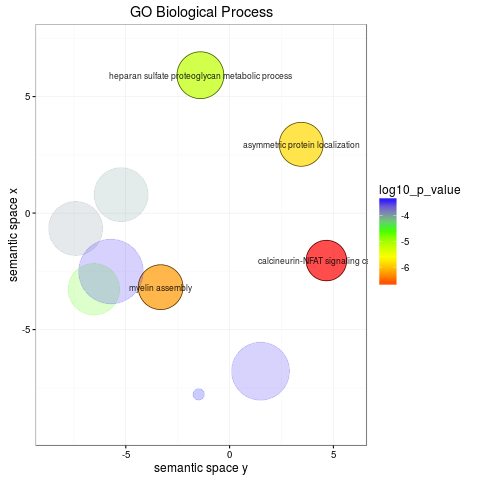 GO Biological Process
heparan sulfate proteoglycan metabolic process
asymmetric protein localization
calcineurin-NFAT signaling c
myelin assembly
5
0
-5
-5
0
5
semantic space x
semantic space y
log10_p_value
-4
-5
-6